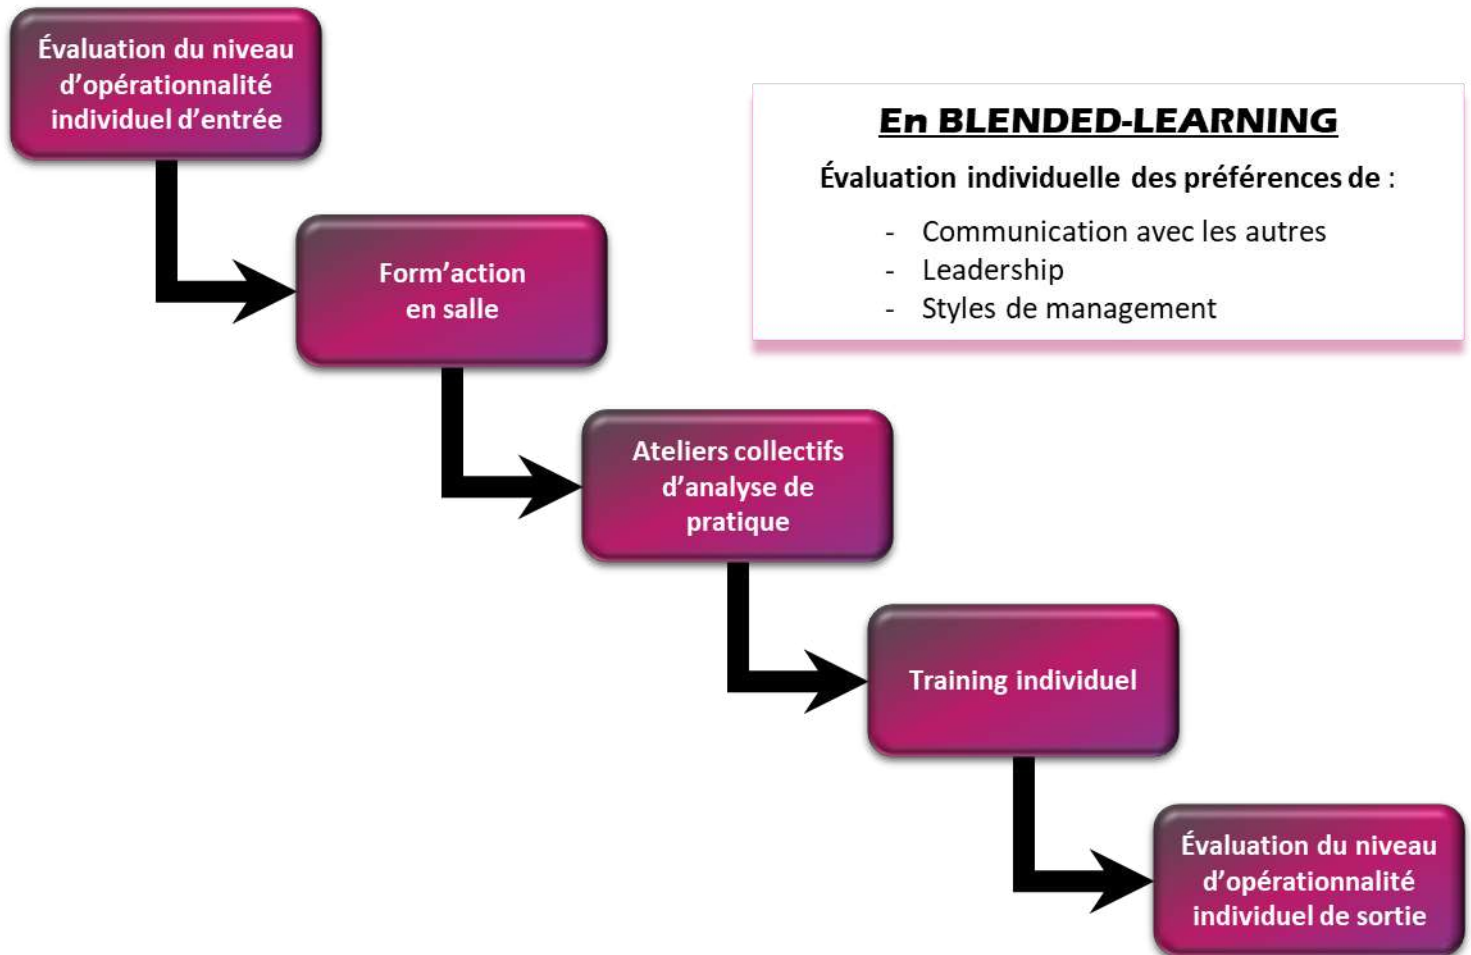 Évaluation du niveau
d’opérationnalité
individuel d’entrée
En BLENDED-LEARNING
Évaluation individuelle des préférences de :
- Communication avec les autres
- Leadership
- Styles de management
Form’action
en salle
Ateliers collectifs
d’analyse de
pratique
Training individuel
Évaluation du niveau
d’opérationnalité
individuel de sortie